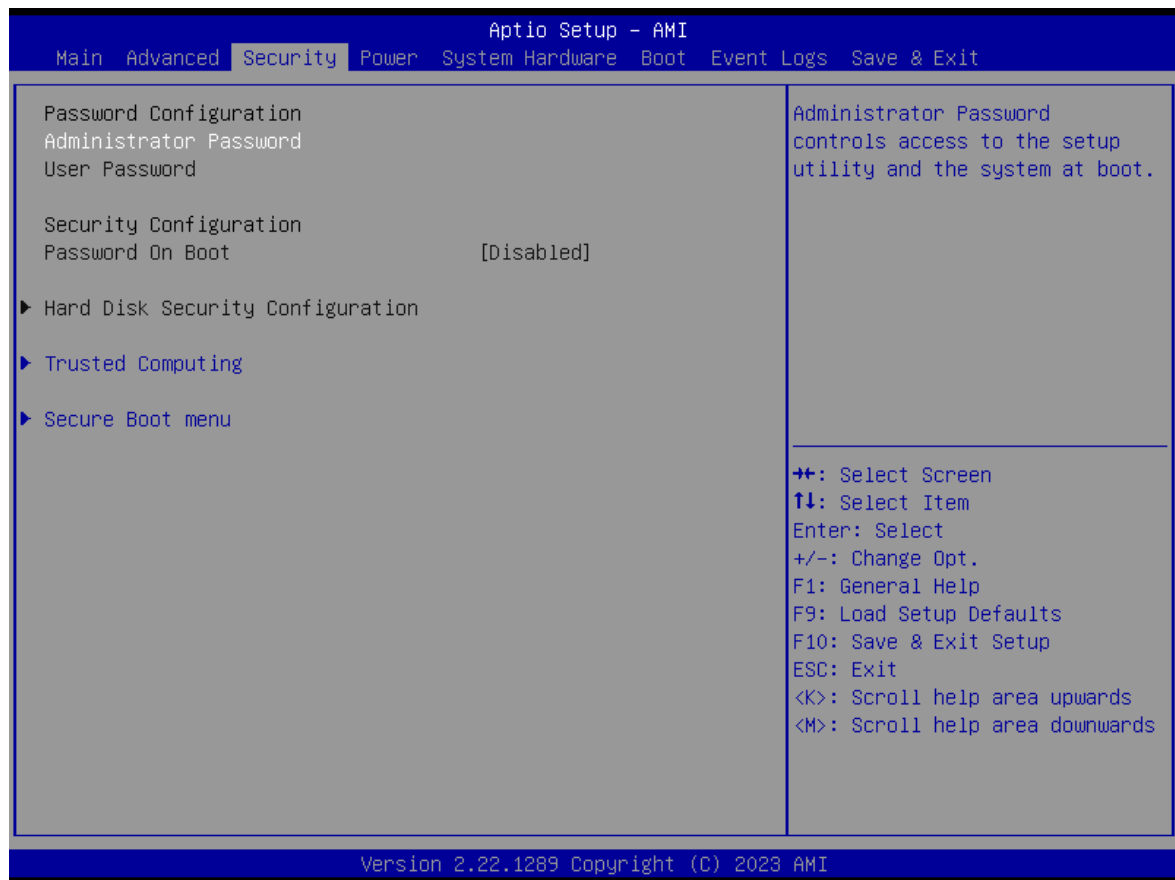 Aptio Setup - AMI
Main Advanced Security Power System Hardware Boot Event Logs Save & Exit
Password Configuration
Administrator Password
User Password
Security Configuration
Password On Boot [Disabled]
▶ Hard Disk Security Configuration
▶ Trusted Computing
▶ Secure Boot menu
Administrator Password
controls access to the setup
utility and the system at boot.
→←: Select Screen
↑↓: Select Item
Enter: Select
+/-: Change Opt.
F1: General Help
F9: Load Setup Defaults
F10: Save & Exit Setup
ESC: Exit
<K>: Scroll help area upwards
<M>: Scroll help area downwards
Version 2.22.1289 Copyright (C) 2023 AMI